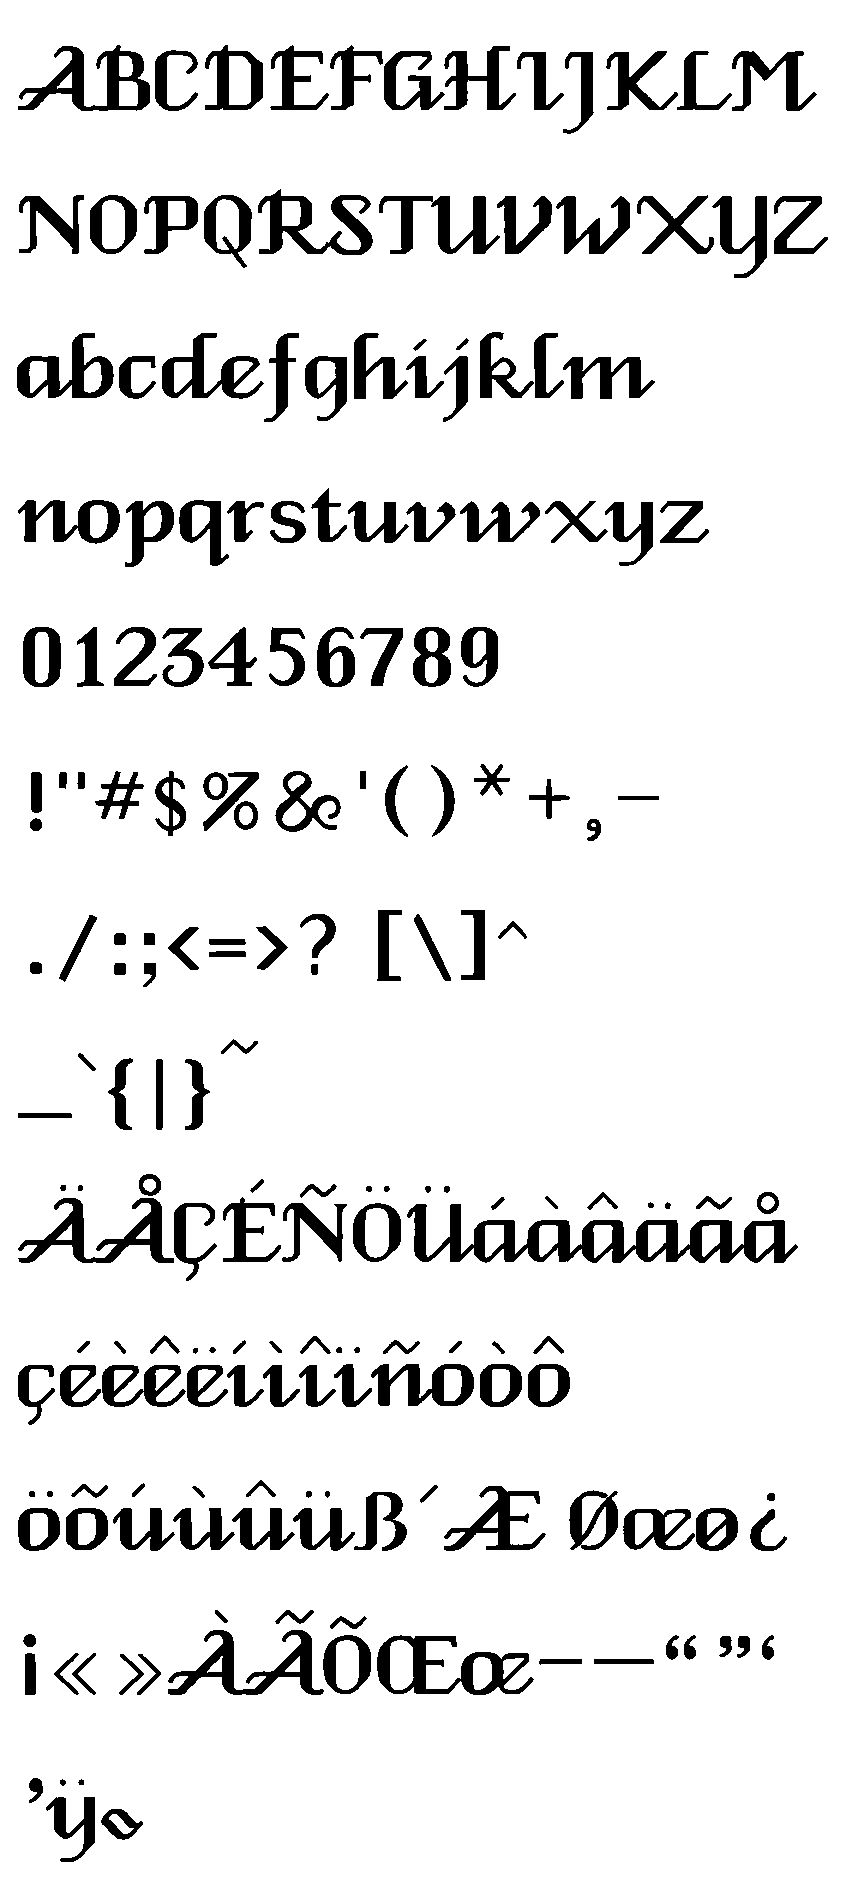 ABCDEFGHIJKLM
NOPQRSTUVWXYZ
abcdefghijklm
nopqrstuvwxyz
0123456789
!"#$%&'()*+,-
./:;<=>? [\]^
_`{|}~
ÄÅÇÉÑÖÜáàâäãå
çéèêëíìîïñóòô
öõúùûüß´Æ Øæø¿
¡« »ÀÃÕŒœ–—“ ”‘
’ÿ